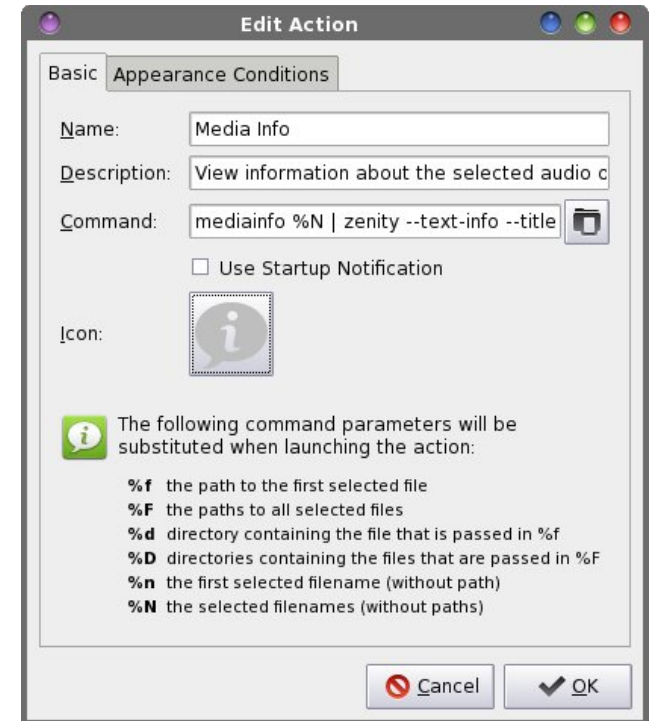 Edit Action
Basic Appearance Conditions
Name: Media Info
Description: View information about the selected audio
Command: mediainfo %N | zenity --text-info --title
Use Startup Notification
Icon:
The following command parameters will be
substituted when launching the action:
%f the path to the first selected file
%F the paths to all selected files
%d directory containing the file that is passed in %f
%D directories containing the files that are passed in %F
%n the first selected filename (without path)
%N the selected filenames (without paths)
Cancel OK